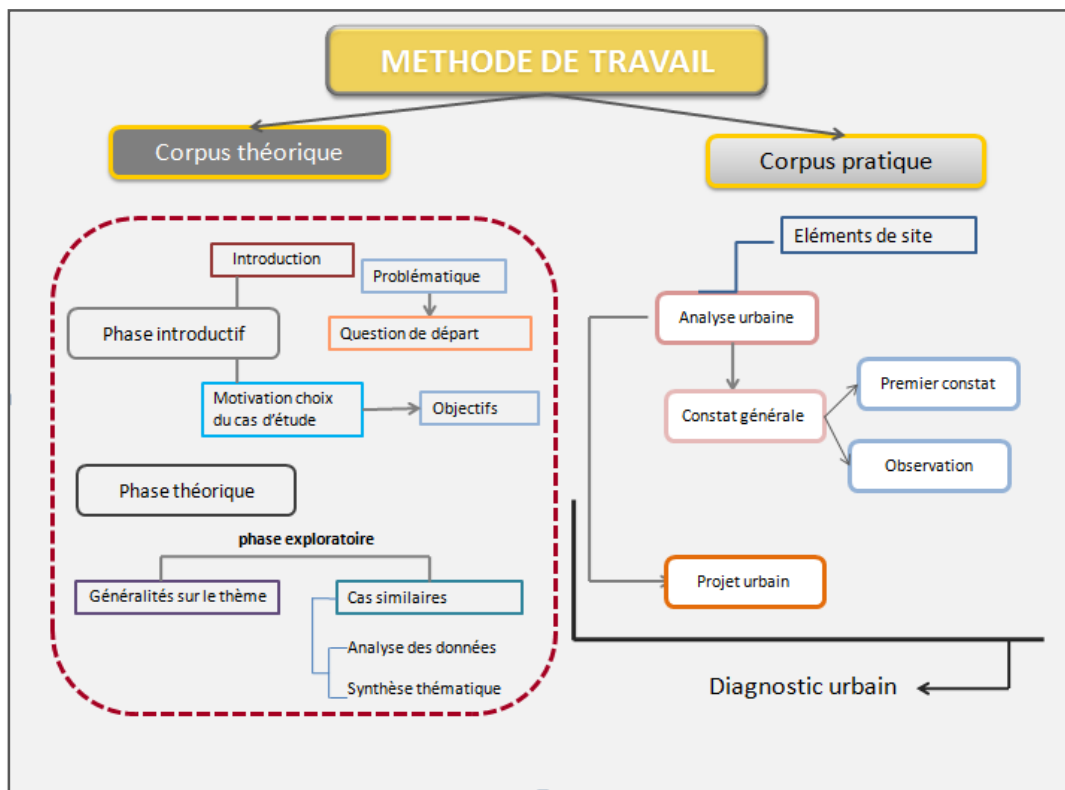 METHODE DE TRAVAIL
Corpus théorique
Corpus pratique
Introduction
Problématique
Phase introductif
Question de départ
Motivation choix
du cas d'étude
Objectifs
Phase théorique
phase exploratoire
Généralités sur le thème
Cas similaires
Analyse des données
Synthèse thématique
Eléments de site
Analyse urbaine
Premier constat
Constat générale
Observation
Projet urbain
Diagnostic urbain